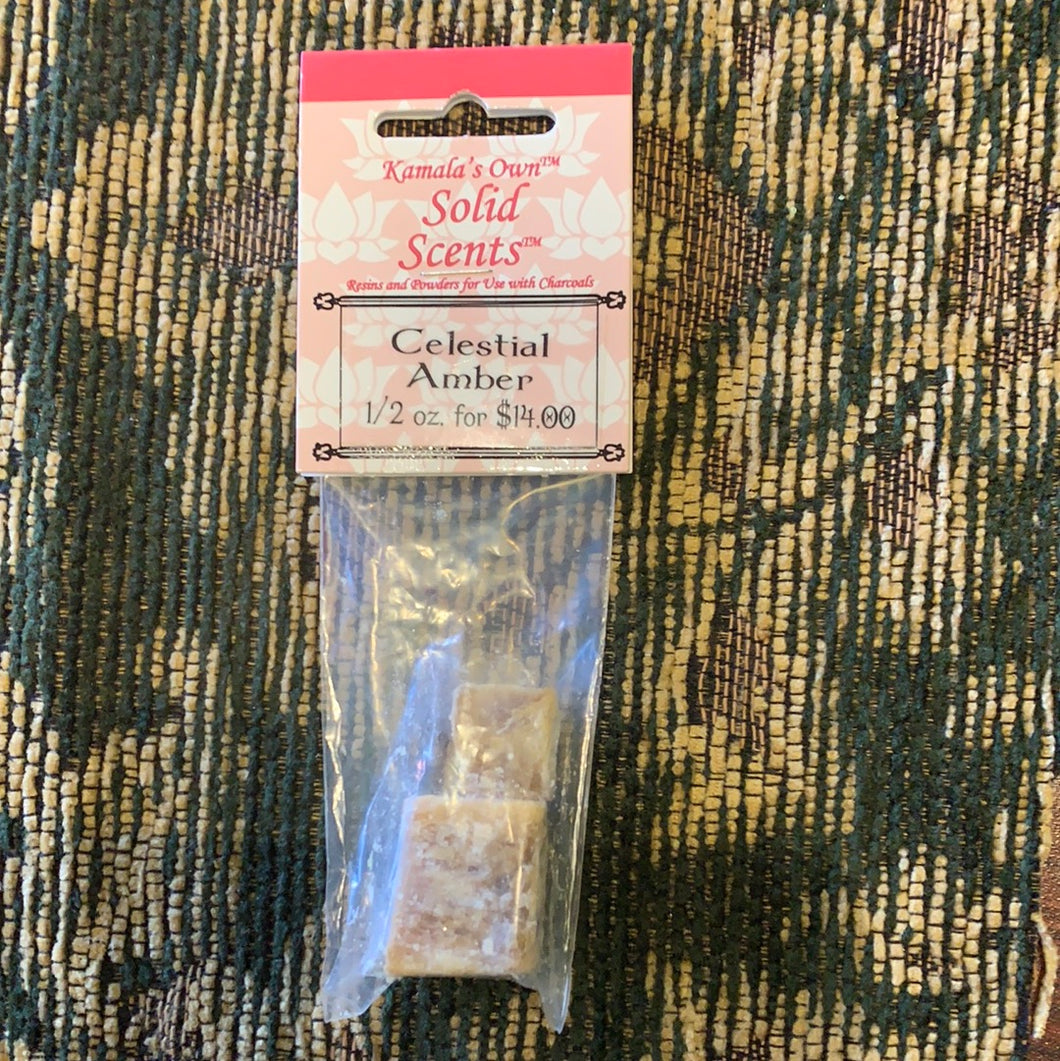 Kamala's Own™
Solid
Scents™
Resins and Powders for Use with Charcoals
Celestial
Amber
1/2 oz. for $14.00